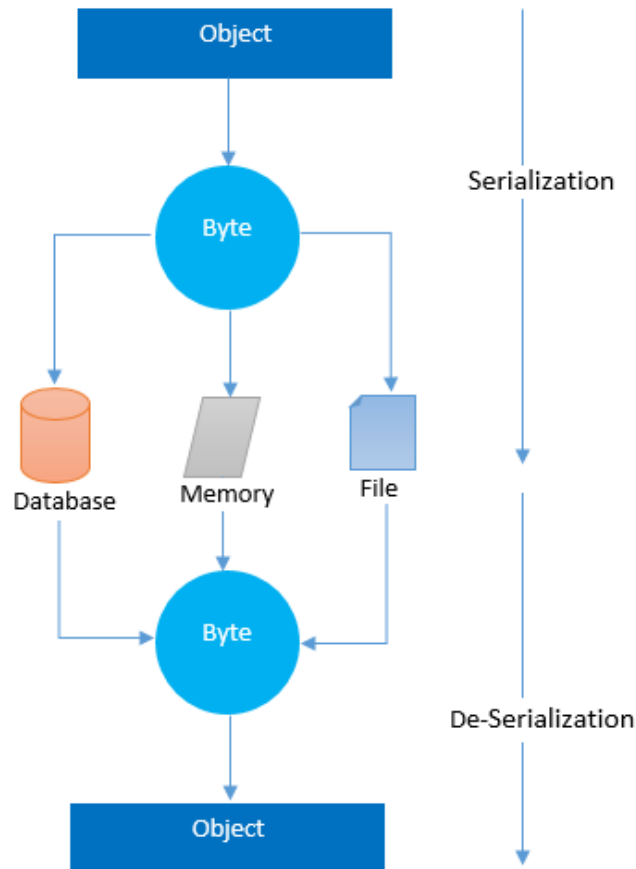 Object
Serialization
Byte
Database
Memory
File
Byte
De-Serialization
Object